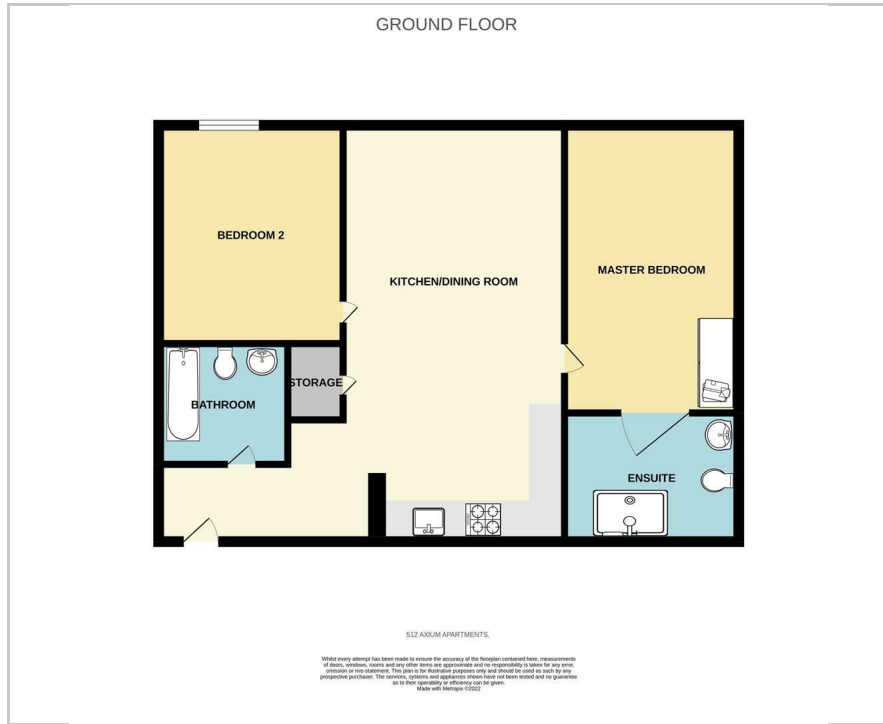 GROUND FLOOR
BEDROOM 2
KITCHEN/DINING ROOM
MASTER BEDROOM
STORAGE
BATHROOM
ENSUITE
512 AXIUM APARTMENTS,
Whilst every attempt has been made to ensure the accuracy of the floorplan contained here, measurements
of doors, windows, rooms and any other items are approximate and no responsibility is taken for any error,
omission or mis-statement. This plan is for illustrative purposes only and should be used as such by any
prospective purchaser. The services, systems and appliances shown have not been tested and no guarantee
as to their operability or efficiency can be given.
Made with Metropix ©2022